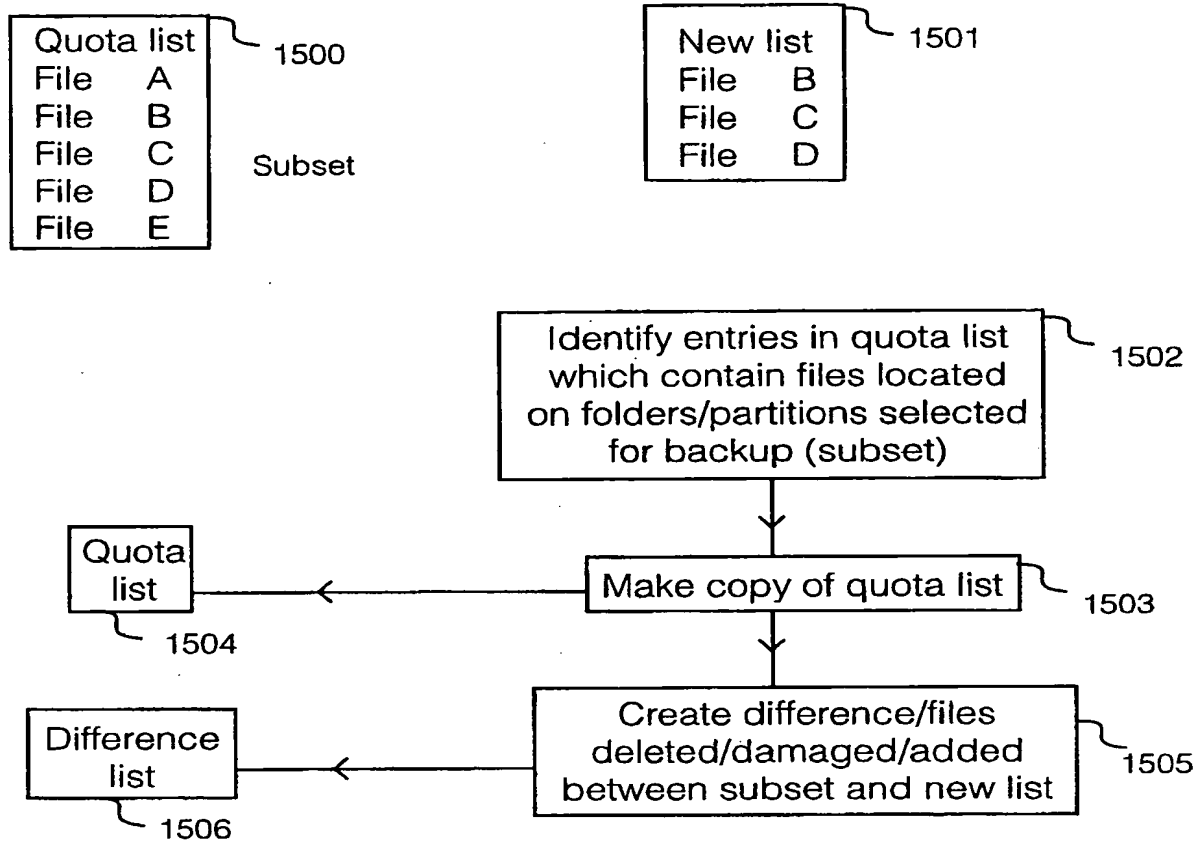 Quota list
File A
File B
File C
File D
File E
1500
Subset
New list
File B
File C
File D
1501
Identify entries in quota list
which contain files located
on folders/partitions selected
for backup (subset)
1502
Make copy of quota list
1503
Quota
list
1504
Create difference/files
deleted/damaged/added
between subset and new list
1505
Difference
list
1506